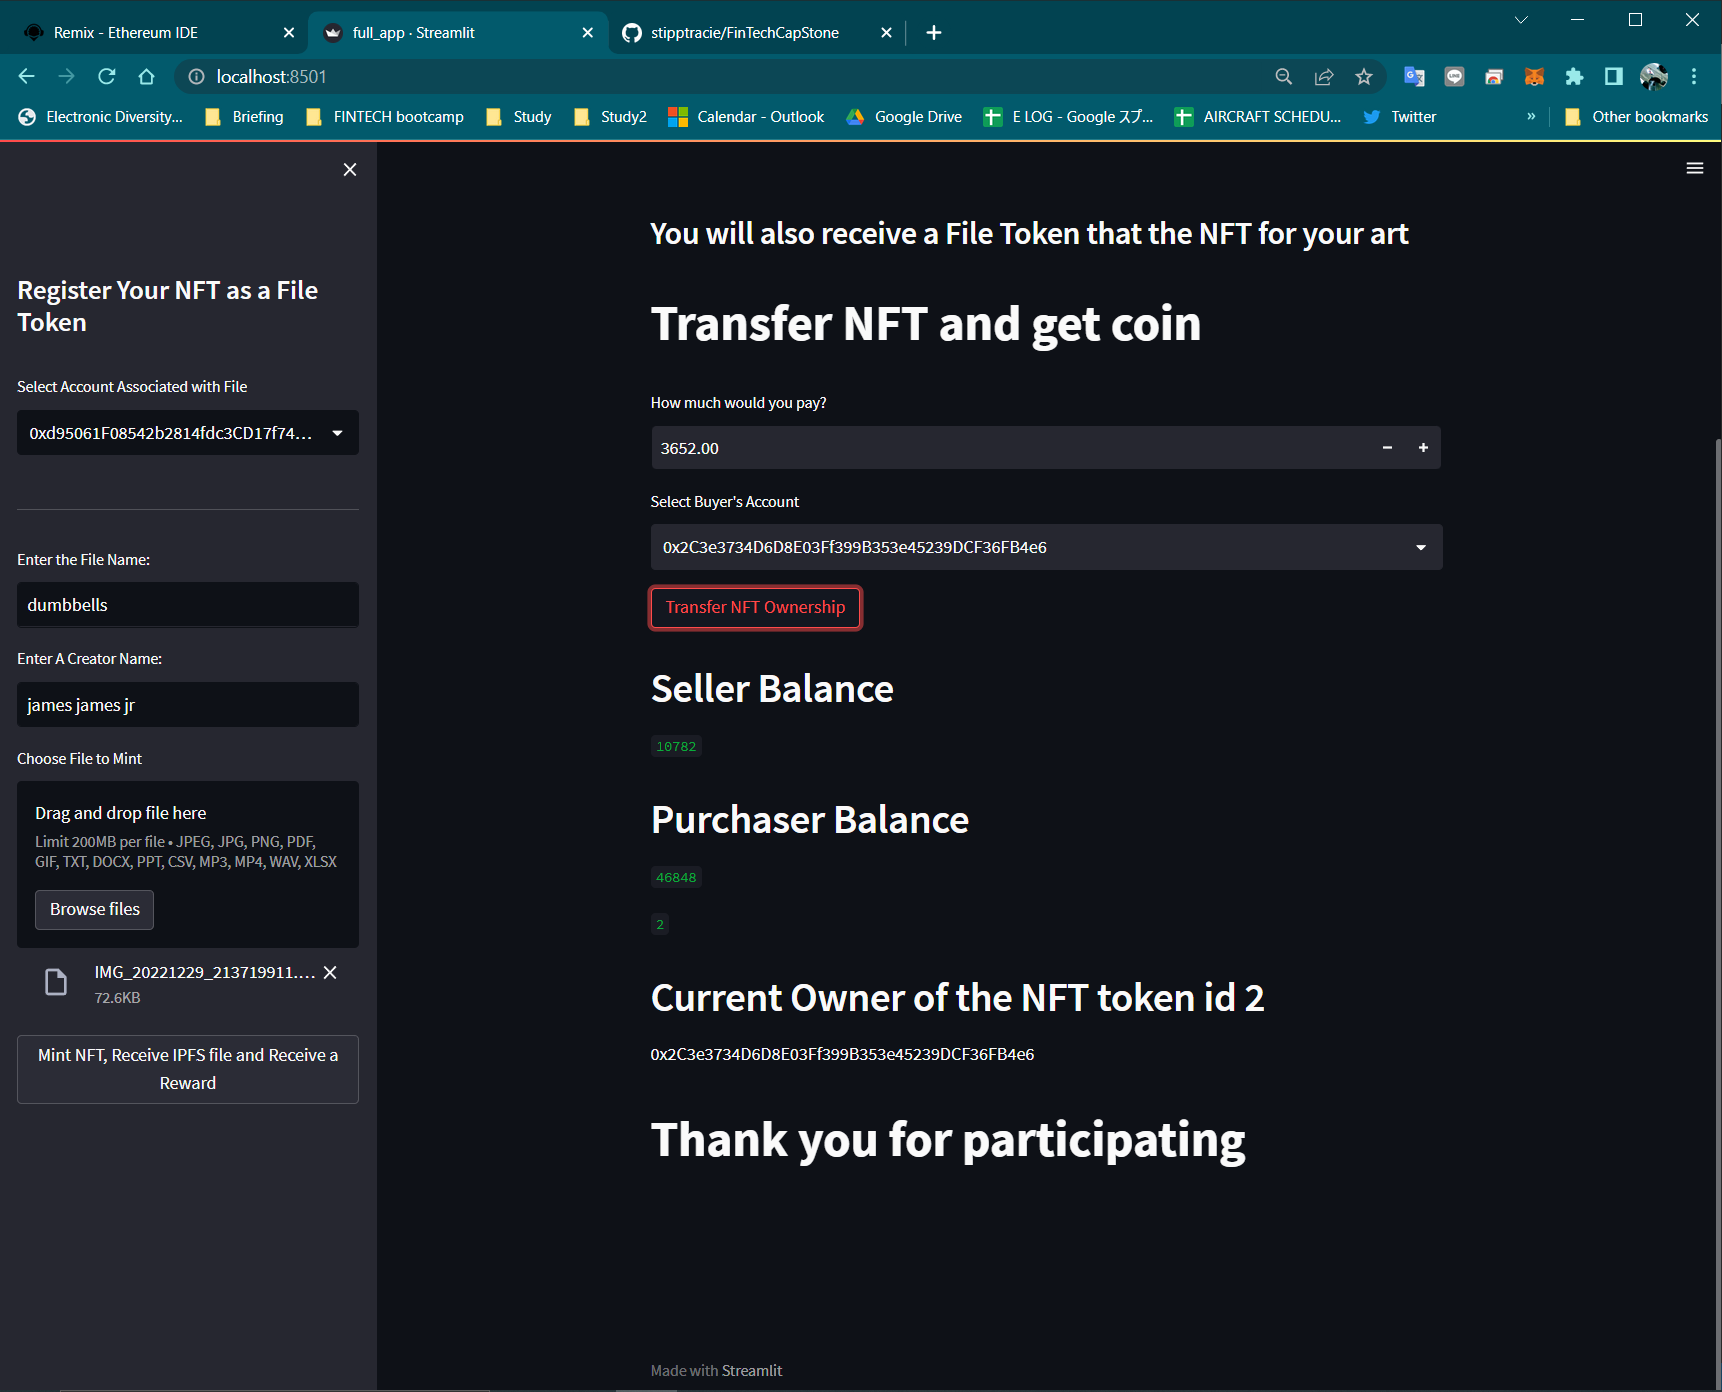 Remix - Ethereum IDE
full_app · Streamlit
stipptracie/FinTechCapStone
localhost:8501
Electronic Diversity...
Briefing
FINTECH bootcamp
Study
Study2
Calendar - Outlook
Google Drive
E LOG - Google スプ...
AIRCRAFT SCHEDU...
Twitter
»
Other bookmarks
Register Your NFT as a File
Token
Select Account Associated with File
0xd95061F08542b2814fdc3CD17f74...
Enter the File Name:
dumbbells
Enter A Creator Name:
james james jr
Choose File to Mint
Drag and drop file here
Limit 200MB per file • JPEG, JPG, PNG, PDF,
GIF, TXT, DOCX, PPT, CSV, MP3, MP4, WAV, XLSX
Browse files
IMG_20221229_213719911....
72.6KB
Mint NFT, Receive IPFS file and Receive a
Reward
You will also receive a File Token that the NFT for your art
Transfer NFT and get coin
How much would you pay?
3652.00
Select Buyer's Account
0x2C3e3734D6D8E03Ff399B353e45239DCF36FB4e6
Transfer NFT Ownership
Seller Balance
10782
Purchaser Balance
46848
2
Current Owner of the NFT token id 2
0x2C3e3734D6D8E03Ff399B353e45239DCF36FB4e6
Thank you for participating
Made with Streamlit